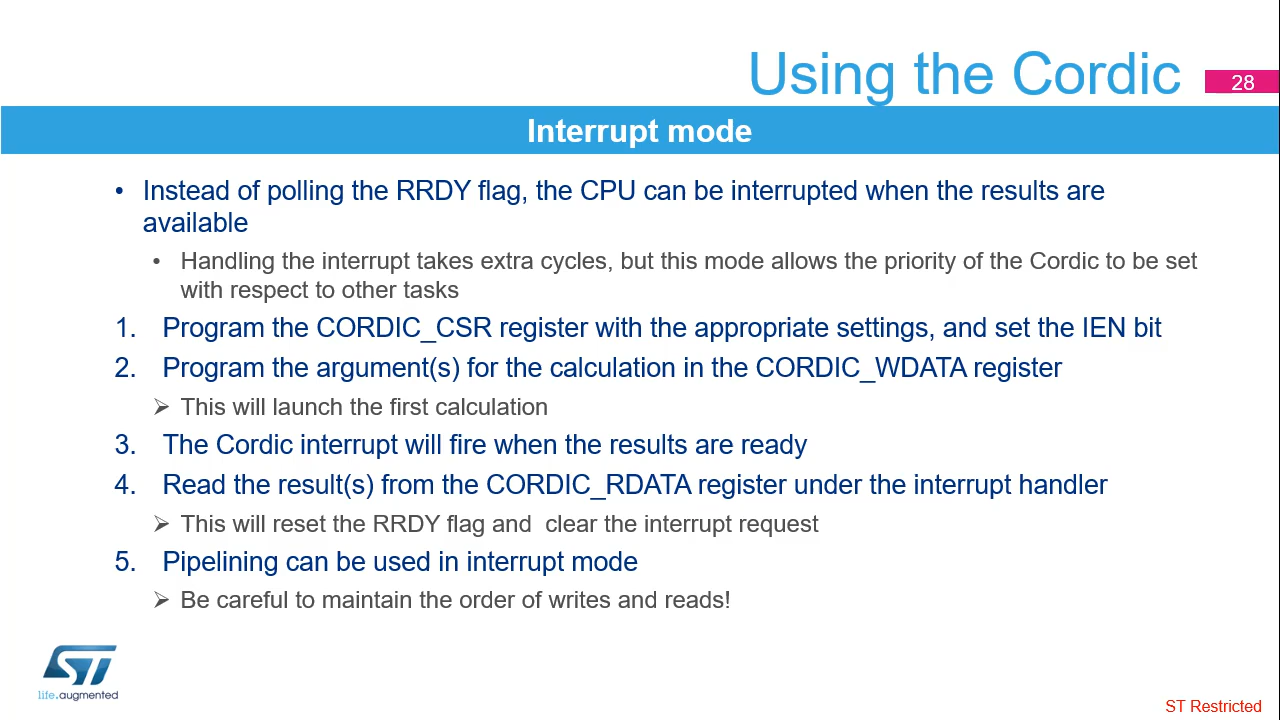 Using the Cordic
28
Interrupt mode
• Instead of polling the RRDY flag, the CPU can be interrupted when the results are
available
• Handling the interrupt takes extra cycles, but this mode allows the priority of the Cordic to be set
with respect to other tasks
1. Program the CORDIC_CSR register with the appropriate settings, and set the IEN bit
2. Program the argument(s) for the calculation in the CORDIC_WDATA register
➢ This will launch the first calculation
3. The Cordic interrupt will fire when the results are ready
4. Read the result(s) from the CORDIC_RDATA register under the interrupt handler
➢ This will reset the RRDY flag and  clear the interrupt request
5. Pipelining can be used in interrupt mode
➢ Be careful to maintain the order of writes and reads!
ST
life.augmented
ST Restricted